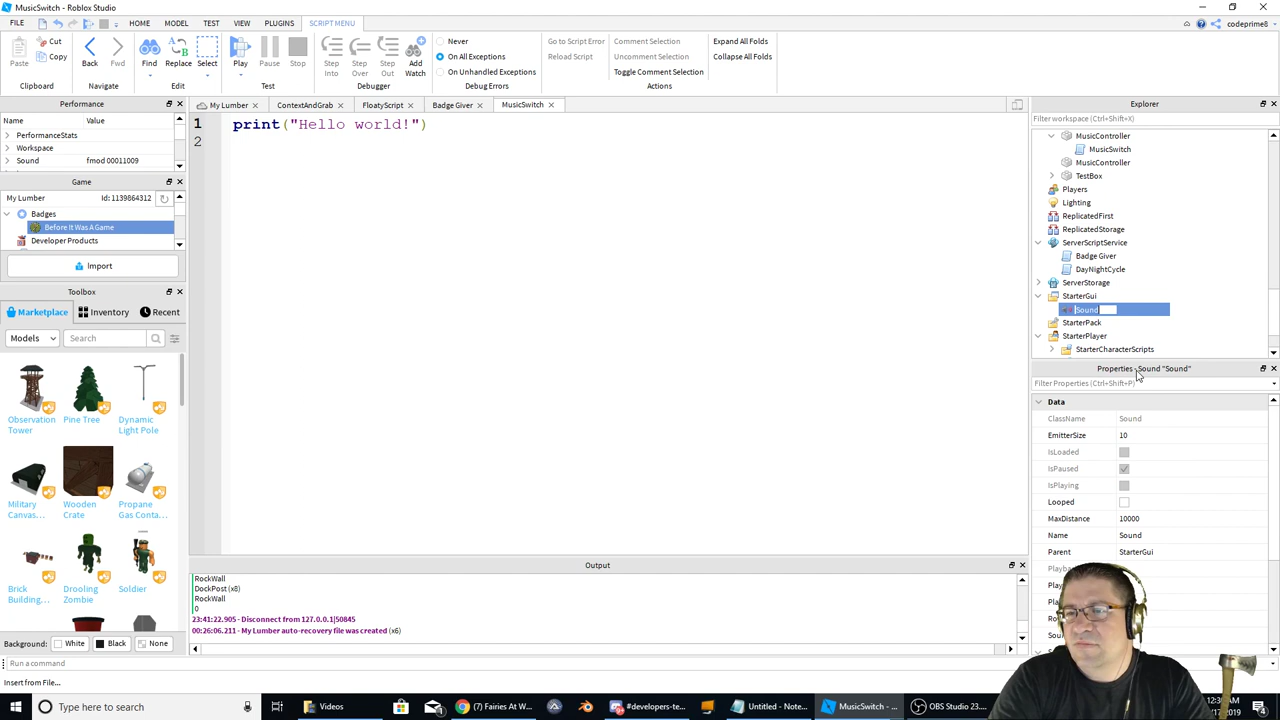 MusicSwitch - Roblox Studio
FILE HOME MODEL TEST VIEW PLUGINS SCRIPT MENU codeprime8
Paste Cut Copy Clipboard
Back Fwd Navigate
Find Replace Select Edit
Play Pause Stop Test
Step Into Step Over Step Out Add Watch Debugger
Never
On All Exceptions
On Unhandled Exceptions
Debug Errors
Go to Script Error
Reload Script
Comment Selection
Uncomment Selection
Toggle Comment Selection
Actions
Expand All Folds
Collapse All Folds
Performance
Name Value
PerformanceStats
Workspace
Sound fmod 00011009
Game
My Lumber Id: 1139864312
Badges
Before It Was A Game
Developer Products
Import
Toolbox
Marketplace Inventory Recent
Models Search
Observation Tower
Pine Tree
Dynamic Light Pole
Military Canvas...
Wooden Crate
Propane Gas Conta...
Brick Building...
Drooling Zombie
Soldier
Background: White Black None
My Lumber ContextAndGrab FloatyScript Badge Giver MusicSwitch
1 print("Hello world!")
2
Output
RockWall
DockPost (x8)
RockWall
0
23:41:22.905 - Disconnect from 127.0.0.1|50845
00:26:06.211 - My Lumber auto-recovery file was created (x6)
Explorer
Filter workspace (Ctrl+Shift+X)
MusicController
MusicSwitch
MusicController
TestBox
Players
Lighting
ReplicatedFirst
ReplicatedStorage
ServerScriptService
Badge Giver
DayNightCycle
ServerStorage
StarterGui
Sound
StarterPack
StarterPlayer
StarterCharacterScripts
Properties - Sound "Sound"
Filter Properties (Ctrl+Shift+P)
Data
ClassName Sound
EmitterSize 10
IsLoaded
IsPaused
IsPlaying
Looped
MaxDistance 10000
Name Sound
Parent StarterGui
Run a command
Insert from File...
Type here to search
Videos
(500) Fairies At W...
#developers-te...
Untitled - Note...
MusicSwitch - ...
OBS Studio 23....